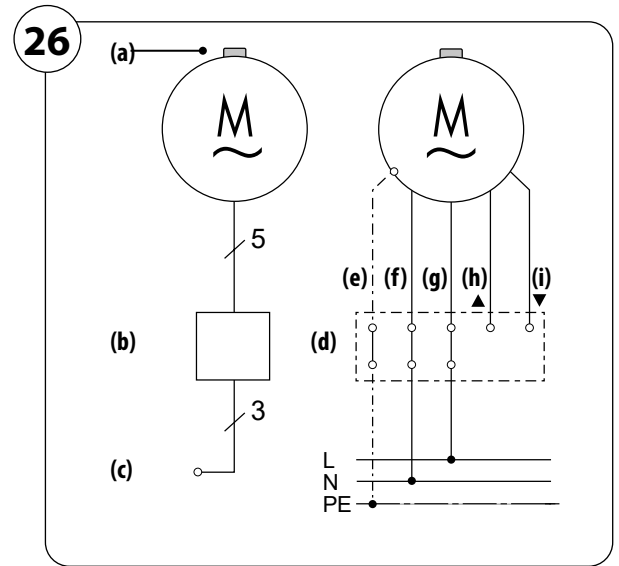 26
(a)
M M
~ ~
5
(e) (f) (g) (h) (i)
▲ ▼
(b) (d)
3
(c)
L
N
PE